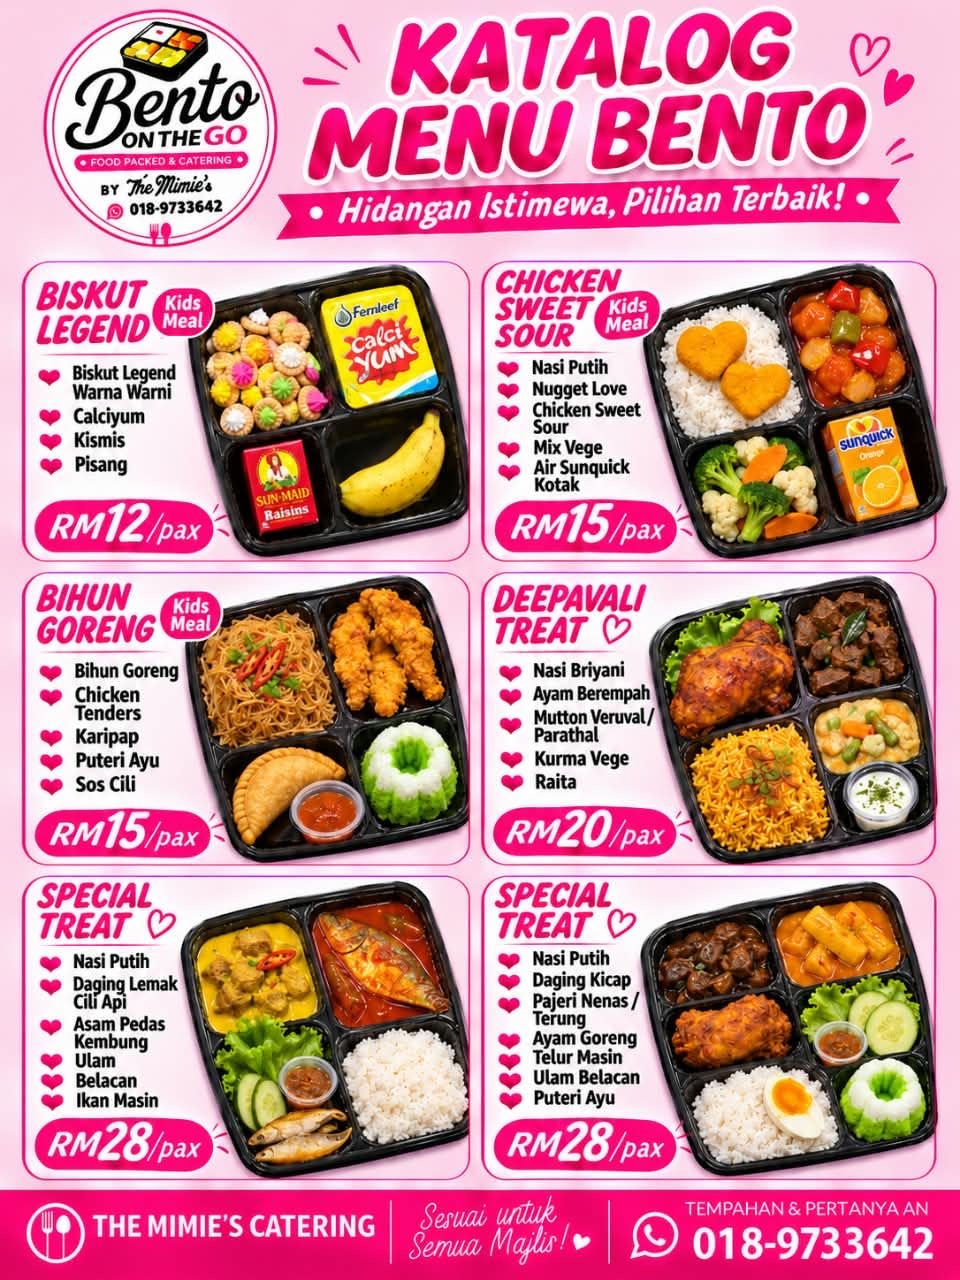 Bento
ON THE GO
• FOOD PACKED & CATERING •
BY The Mimie's
018-9733642
KATALOG
MENU BENTO
• Hidangan Istimewa, Pilihan Terbaik! •
BISKUT
LEGEND
Kids
Meal
Biskut Legend
Warna Warni
Calciyum
Kismis
Pisang
RM12/pax
Fernleef
Calci
YUM
SUN-MAID
Raisins
CHICKEN
SWEET
SOUR
Kids
Meal
Nasi Putih
Nugget Love
Chicken Sweet
Sour
Mix Vege
Air Sunquick
Kotak
RM15/pax
SUNQUICK
Orange
BIHUN
GORENG
Kids
Meal
Bihun Goreng
Chicken
Tenders
Karipap
Puteri Ayu
Sos Cili
RM15/pax
DEEPAVALI
TREAT
Nasi Briyani
Ayam Berempah
Mutton Veruval/
Parathal
Kurma Vege
Raita
RM20/pax
SPECIAL
TREAT
Nasi Putih
Daging Lemak
Cili Api
Asam Pedas
Kembung
Ulam
Belacan
Ikan Masin
RM28/pax
SPECIAL
TREAT
Nasi Putih
Daging Kicap
Pajeri Nenas /
Terung
Ayam Goreng
Telur Masin
Ulam Belacan
Puteri Ayu
RM28/pax
THE MIMIE'S CATERING
Sesuai untuk
Semua Majlis!
TEMPAHAN & PERTANYA AN
018-9733642